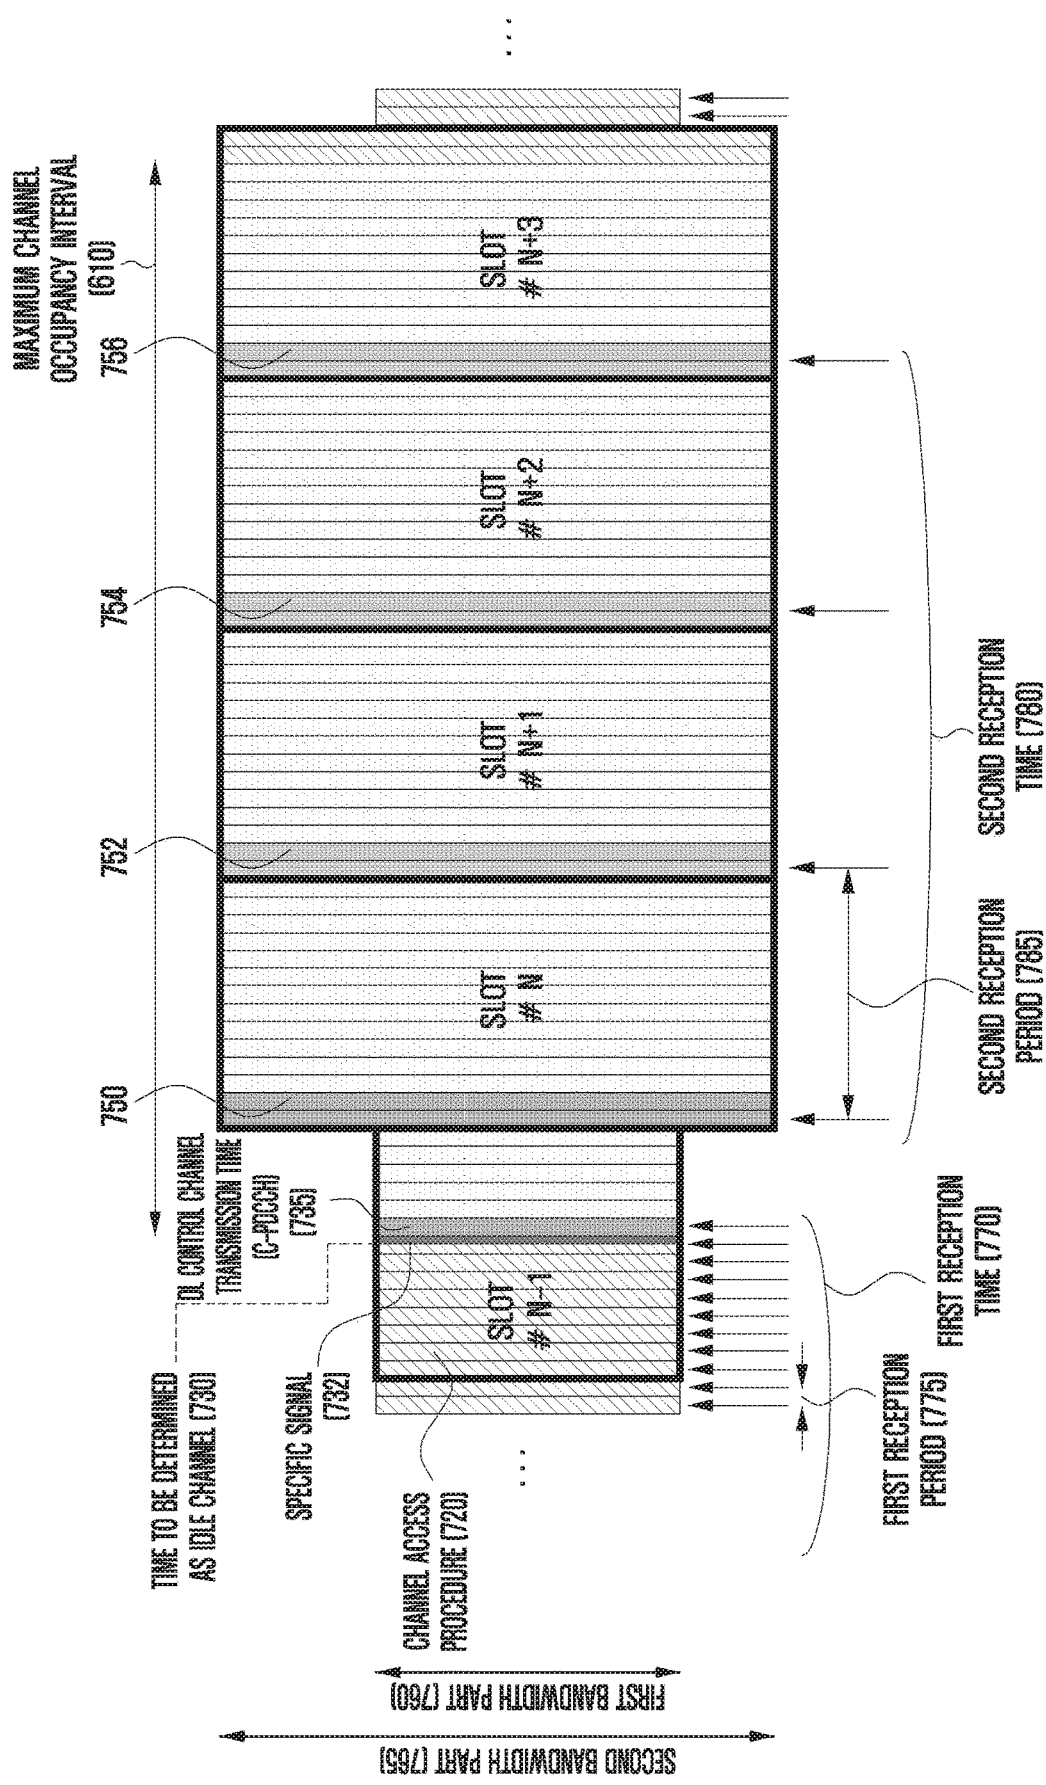 MAXIMUM CHANNEL
OCCUPANCY INTERVAL
(610)
750
752
754
756
TIME TO BE DETERMINED
AS IDLE CHANNEL (730)
DL CONTROL CHANNEL
TRANSMISSION TIME
(C-PDCCH)
(735)
SPECIFIC SIGNAL
(732)
CHANNEL ACCESS
PROCEDURE (720)
...
SLOT
# N-1
SLOT
# N
SLOT
# N+1
SLOT
# N+2
SLOT
# N+3
...
SECOND BANDWIDTH PART (765)
FIRST BANDWIDTH PART (760)
FIRST RECEPTION
PERIOD (775)
FIRST RECEPTION
TIME (770)
SECOND RECEPTION
PERIOD (785)
SECOND RECEPTION
TIME (780)